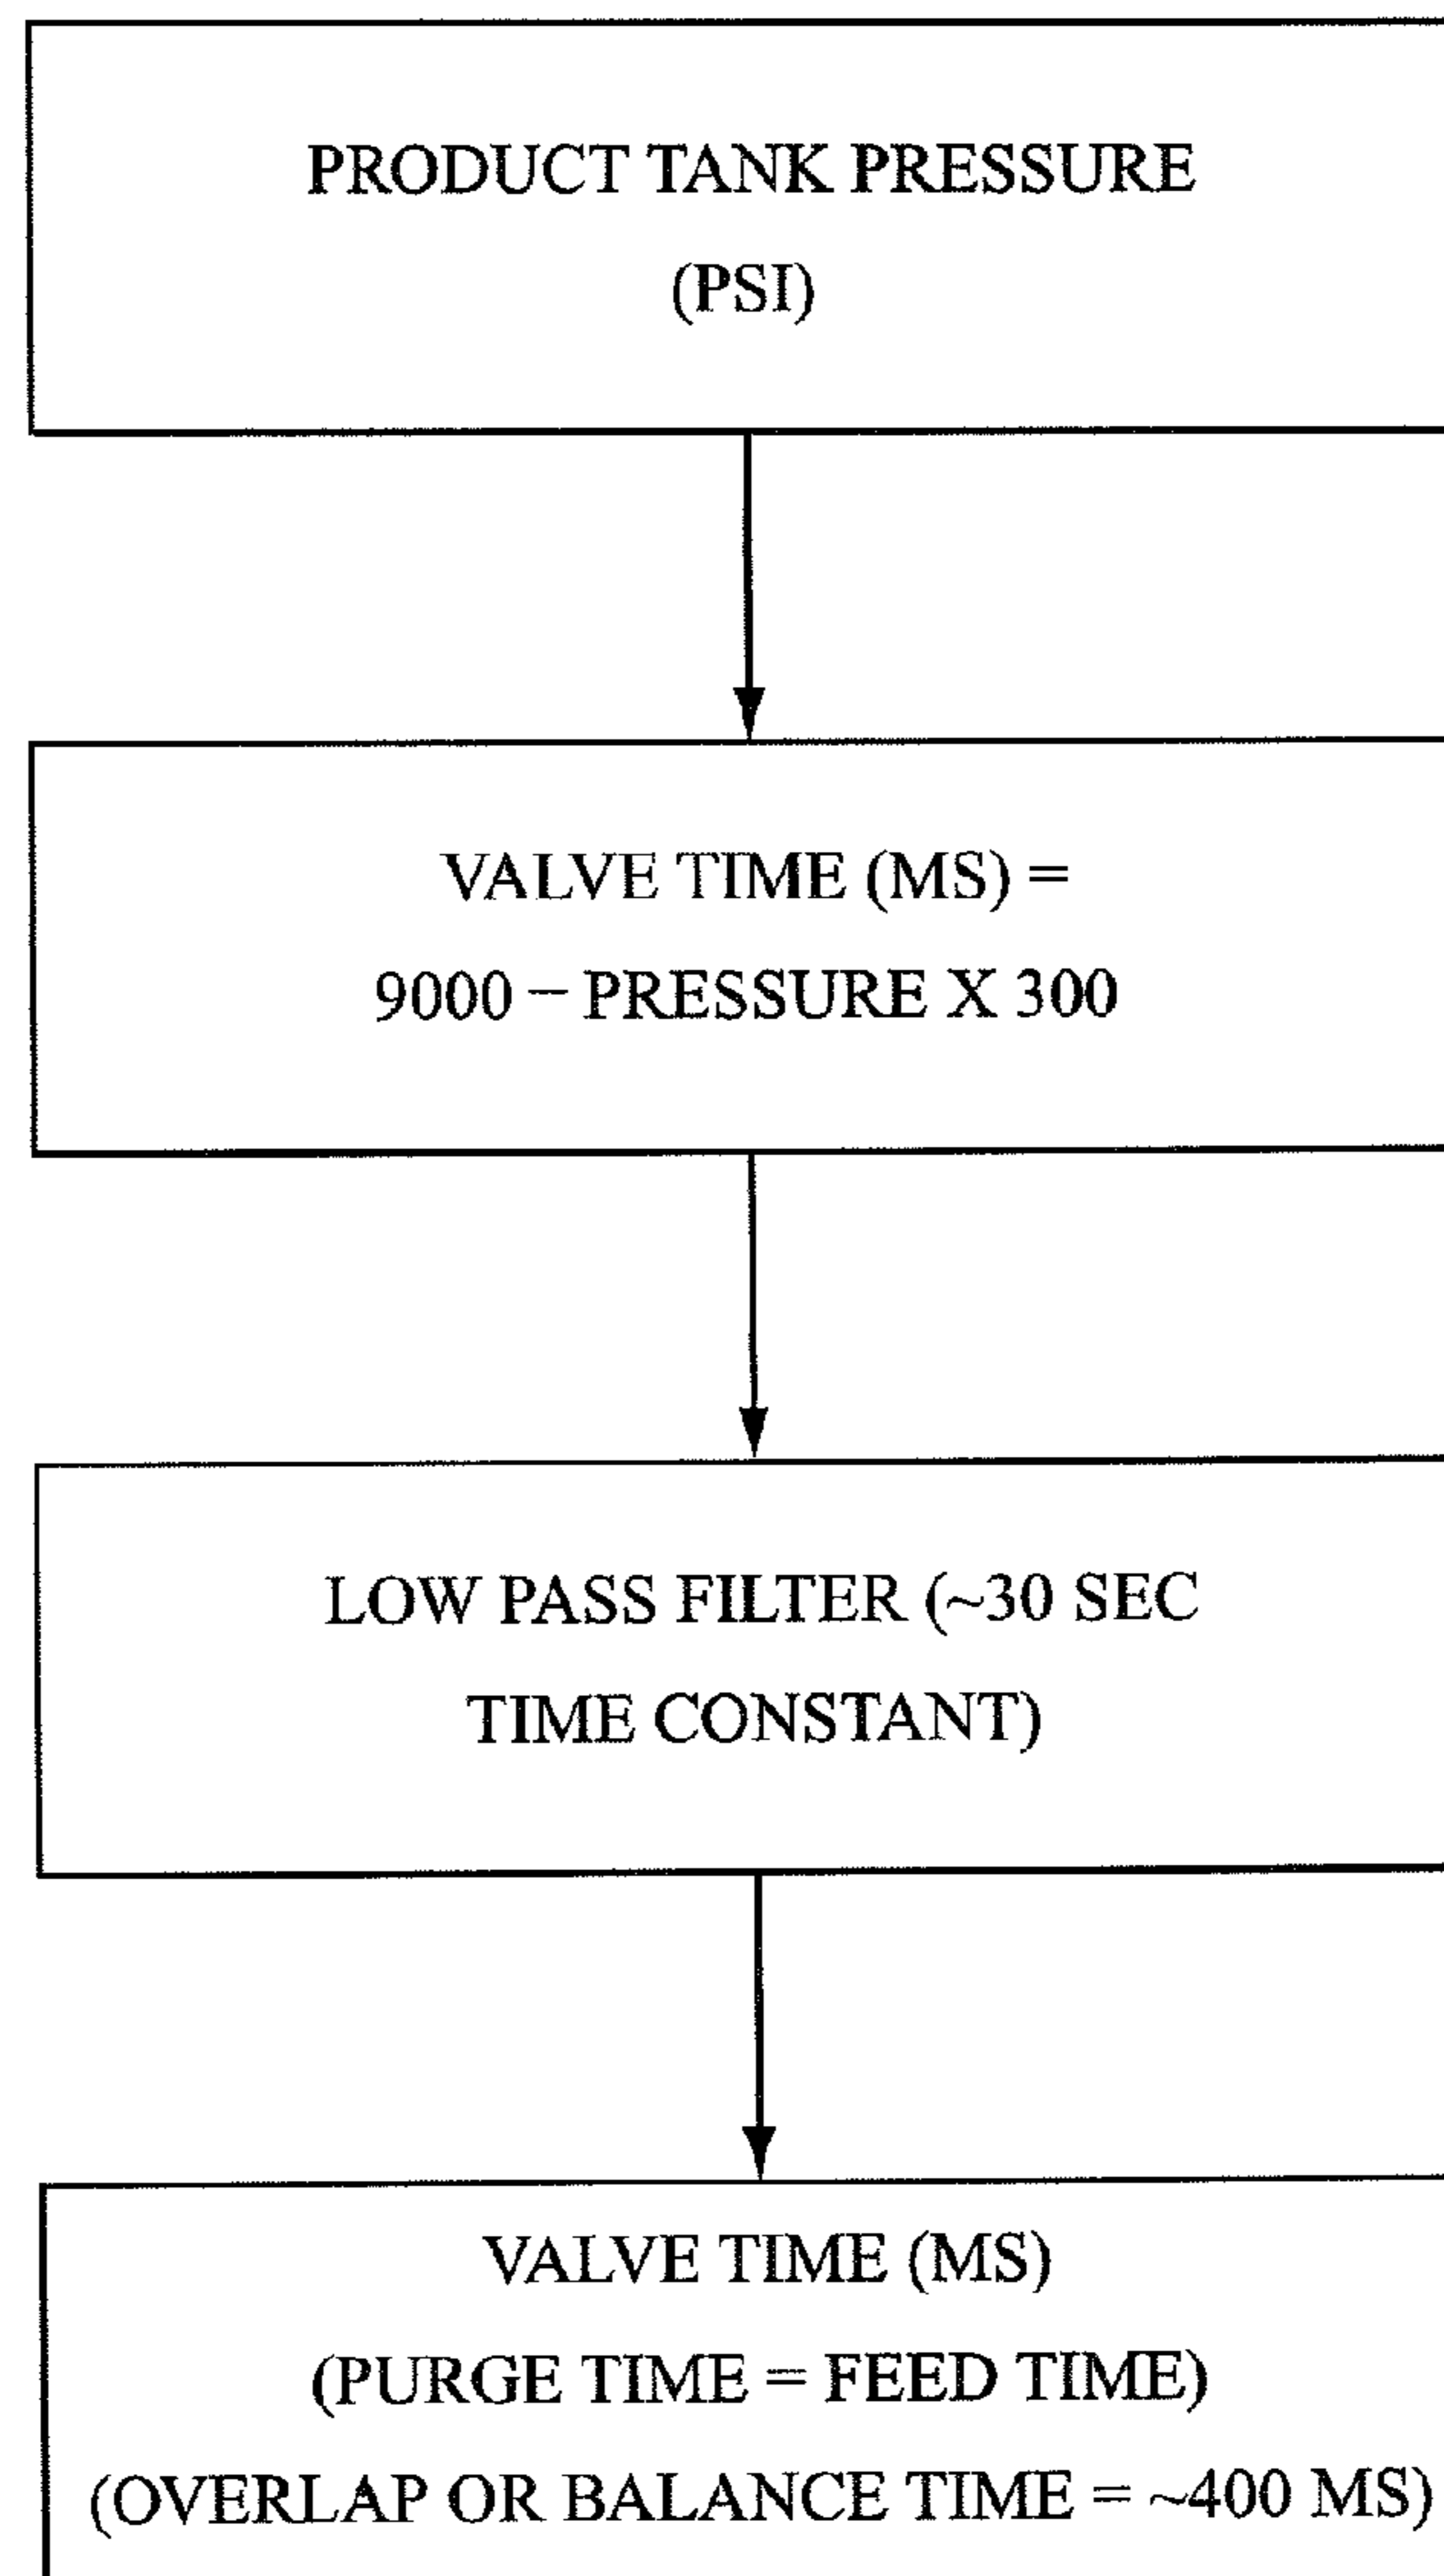 PRODUCT TANK PRESSURE
(PSI)
VALVE TIME (MS) =
9000 – PRESSURE X 300
LOW PASS FILTER (~30 SEC
TIME CONSTANT)
VALVE TIME (MS)
(PURGE TIME = FEED TIME)
(OVERLAP OR BALANCE TIME = ~400 MS)